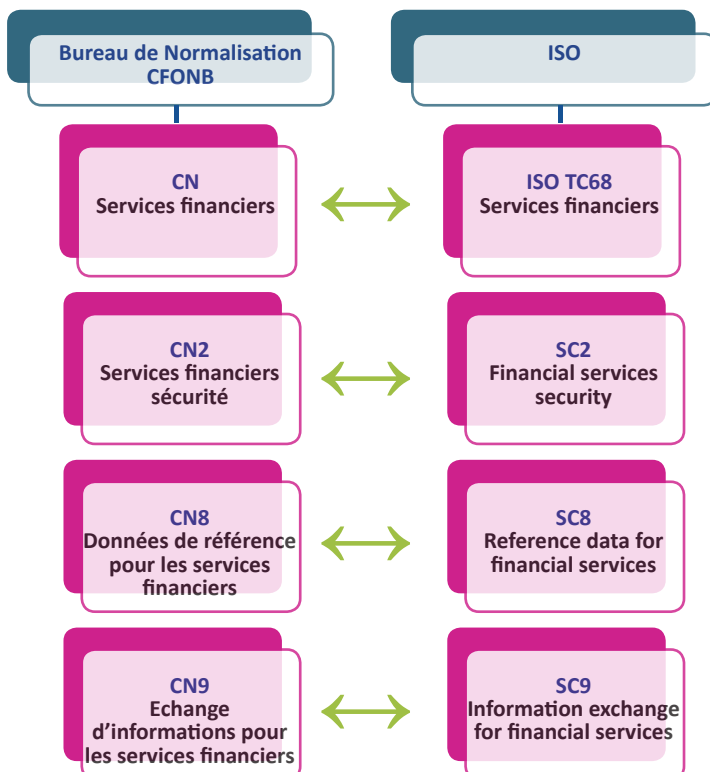 Bureau de Normalisation
CFONB
ISO
CN
Services financiers
ISO TC68
Services financiers
CN2
Services financiers
sécurité
SC2
Financial services
security
CN8
Données de référence
pour les services
financiers
SC8
Reference data for
financial services
CN9
Echange
d’informations pour
les services financiers
SC9
Information exchange
for financial services